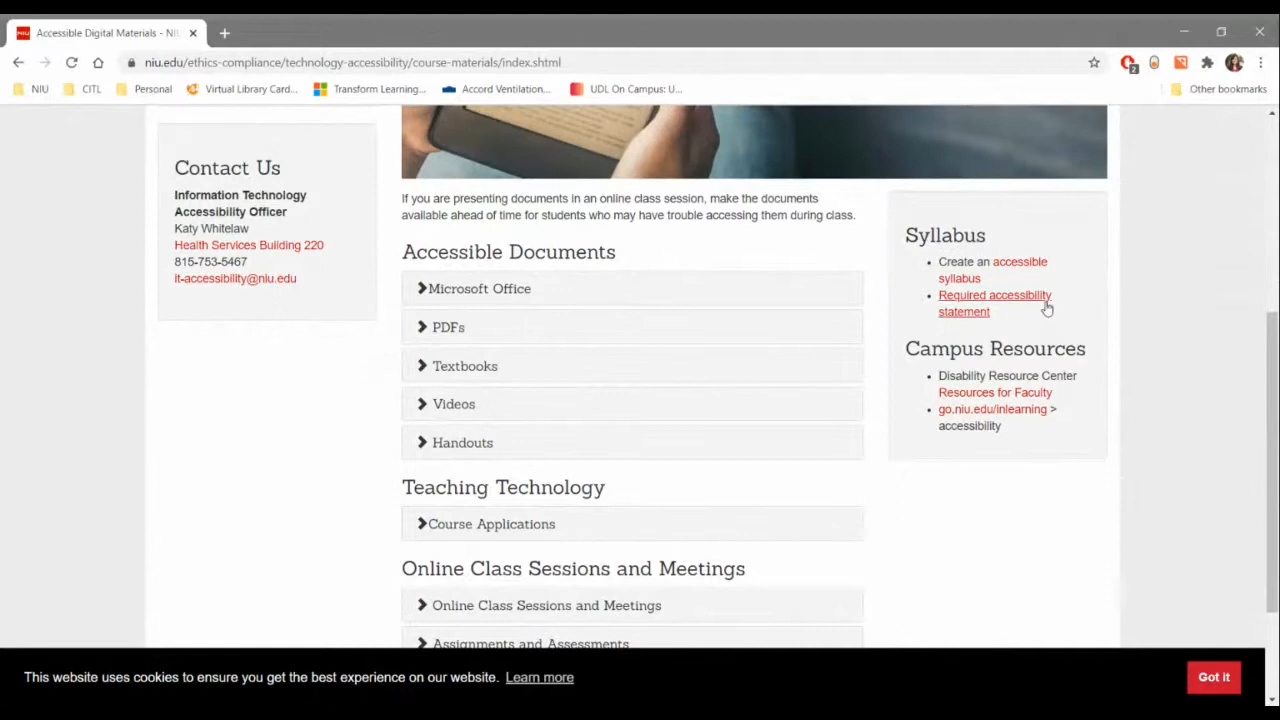 NIU
Accessible Digital Materials - NI
niu.edu/ethics-compliance/technology-accessibility/course-materials/index.shtml
2
NIU
CITL
Personal
Virtual Library Card...
Transform Learning...
Accord Ventilation...
UDL On Campus: U...
Other bookmarks
Contact Us
Information Technology
Accessibility Officer
Katy Whitelaw
Health Services Building 220
815-753-5467
It-accessibility@niu.edu
If you are presenting documents in an online class session, make the documents
available ahead of time for students who may have trouble accessing them during class.
Accessible Documents
Microsoft Office
PDFs
Textbooks
Videos
Handouts
Teaching Technology
Course Applications
Online Class Sessions and Meetings
Online Class Sessions and Meetings
Assignments and Assessments
Syllabus
• Create an accessible
syllabus
• Required accessibility
statement
Campus Resources
• Disability Resource Center
Resources for Faculty
• go.niu.edu/inlearning >
accessibility
This website uses cookies to ensure you get the best experience on our website. Learn more
Got it